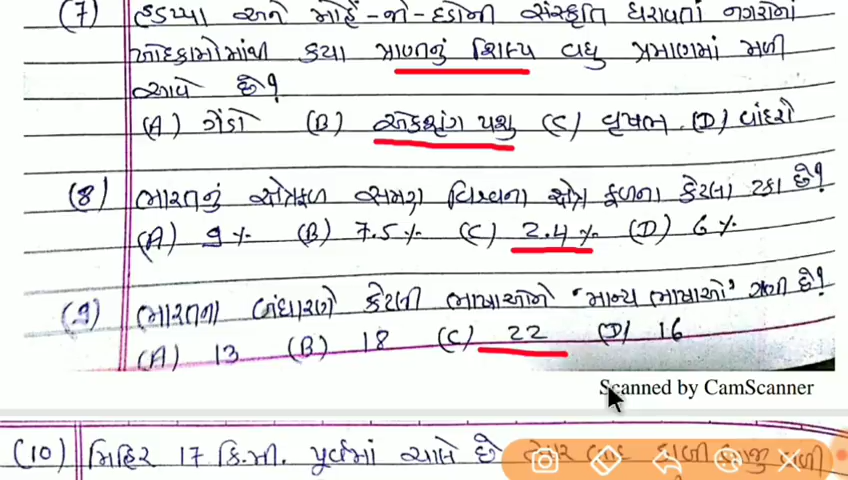 (7) હડપ્પા અને મોહેં-જો-દડોની સંસ્કૃતિ ધરાવતાં નગરોનાં
ખોદકામોમાંથી કયા પ્રાણીનું શિલ્પ વધુ પ્રમાણમાં મળી
આવે છે?
(A) ગેંડો (B) એકશૃંગ પશુ (C) વૃષભ (D) વાંદરો
(8) ભારતનું ક્ષેત્રફળ સમગ્ર વિશ્વના ક્ષેત્રફળના કેટલા ટકા છે?
(A) 9% (B) 7.5% (C) 2.4% (D) 6%
(9) ભારતના બંધારણે કેટલી ભાષાઓને 'માન્ય ભાષાઓ' ગણી છે?
(A) 13 (B) 18 (C) 22 (D) 16
Scanned by CamScanner
(10) મિહિર 17 કિ.મી. પૂર્વમાં ચાલે છે